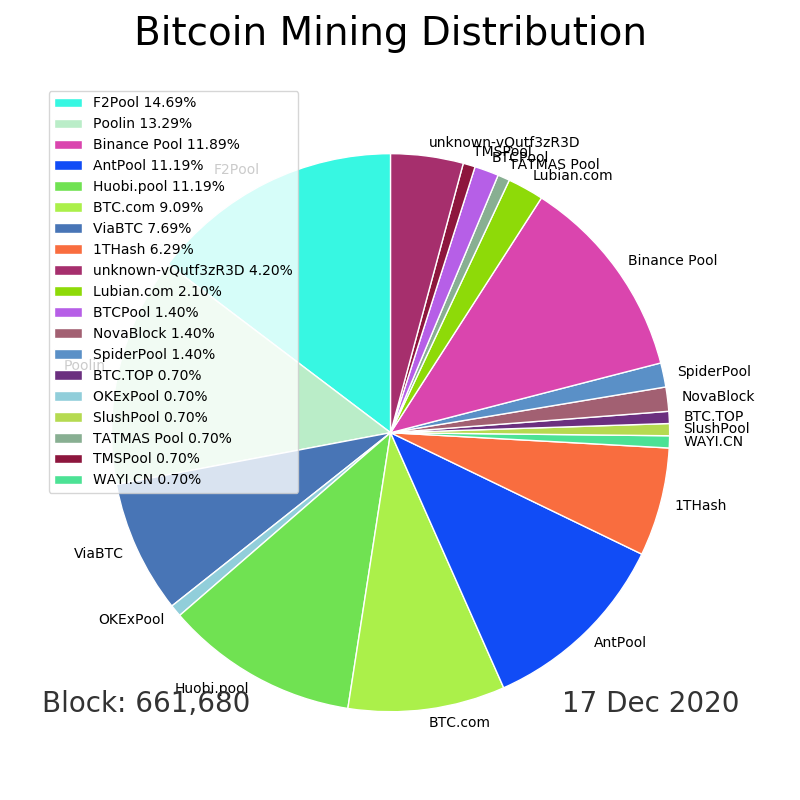 Bitcoin Mining Distribution
F2Pool 14.69%
Poolin 13.29%
Binance Pool 11.89%
AntPool 11.19%
Huobi.pool 11.19%
BTC.com 9.09%
ViaBTC 7.69%
1THash 6.29%
unknown-vQutf3zR3D 4.20%
Lubian.com 2.10%
BTCPool 1.40%
NovaBlock 1.40%
SpiderPool 1.40%
BTC.TOP 0.70%
OKExPool 0.70%
SlushPool 0.70%
TATMAS Pool 0.70%
TMSPool 0.70%
WAYI.CN 0.70%
unknown-vQutf3zR3D
TMSPool
BTCPool
TATMAS Pool
Lubian.com
Binance Pool
SpiderPool
NovaBlock
BTC.TOP
SlushPool
WAYI.CN
1THash
AntPool
BTC.com
Huobi.pool
OKExPool
ViaBTC
Poolin
F2Pool
Block: 661,680
17 Dec 2020